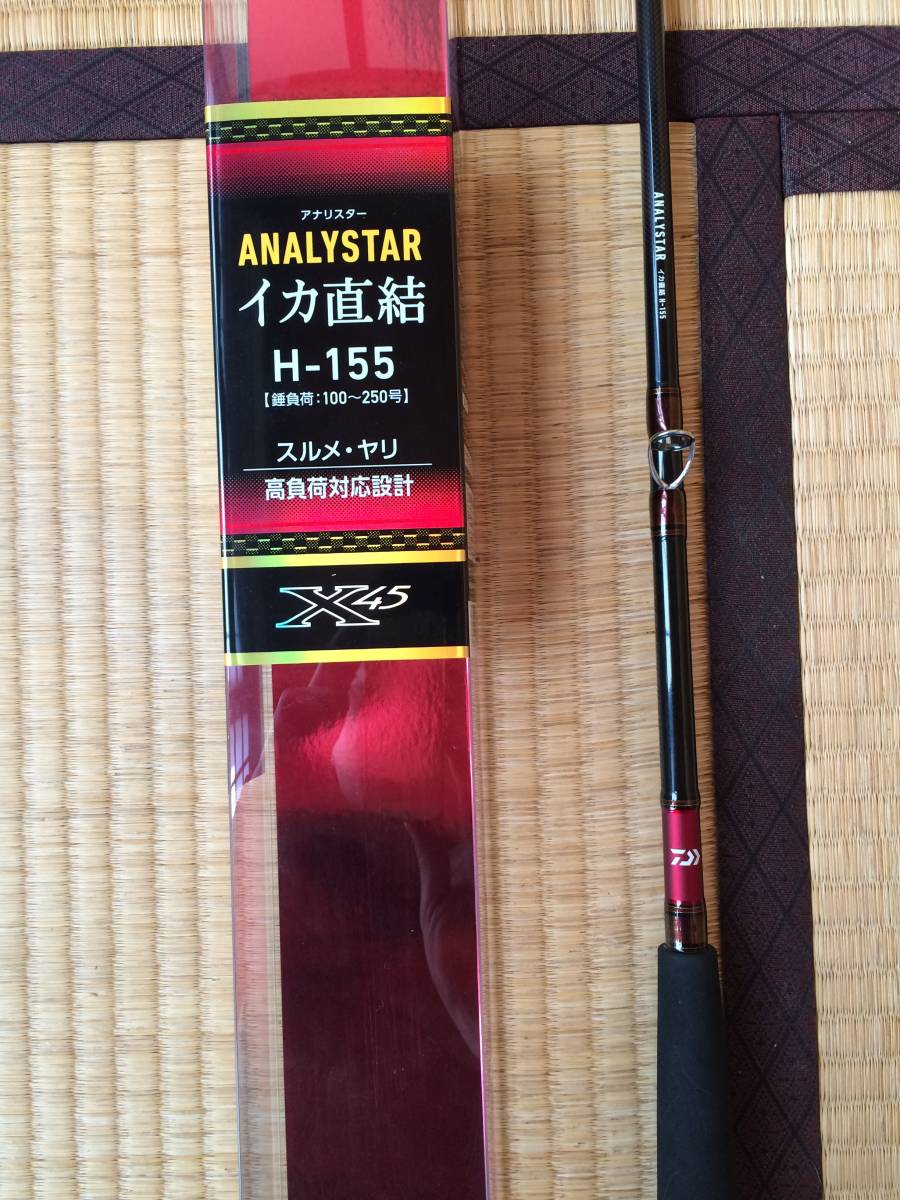 アナリスター
ANALYSTAR
イカ直結
H-155
【錘負荷:100~250号】
スルメ・ヤリ
高負荷対応設計
X45
ANALYSTAR イカ直結 H-155